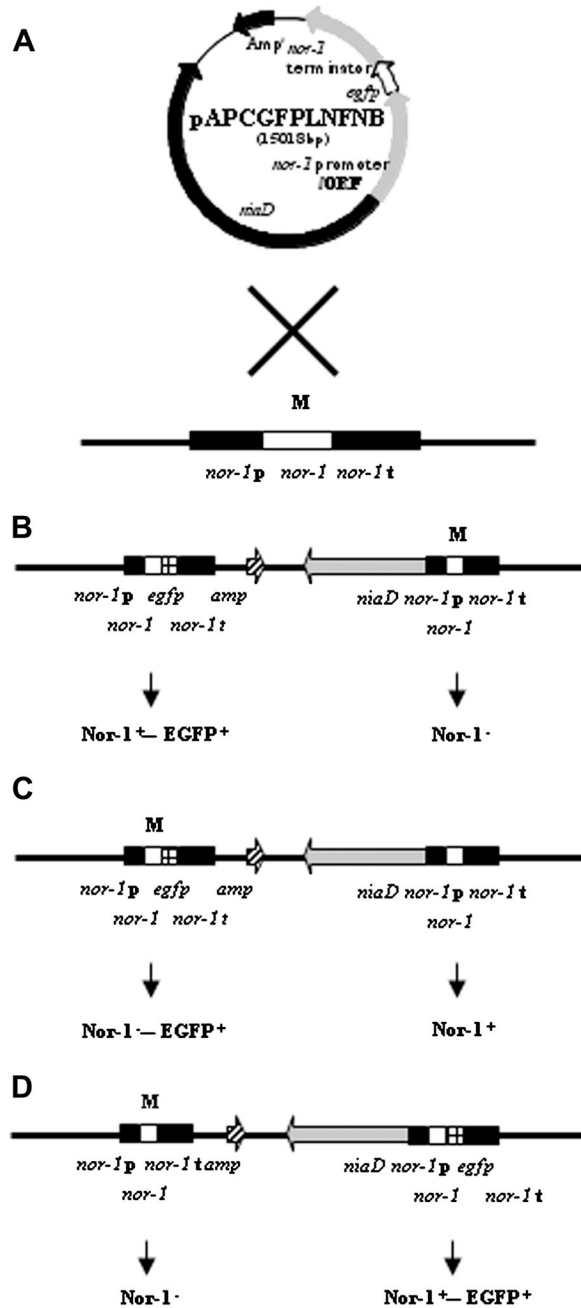 A
Amp^r nor-1
terminator
egfp
pAPCGFPLNFNB
(15018bp)
nor-1 promoter
/ORF
niaD
M
nor-1p nor-1 nor-1t
B
M
nor-1p egfp amp niaD nor-1p nor-1t
nor-1 nor-1t nor-1
Nor-1⁺– EGFP⁺ Nor-1⁻
C
M
nor-1p egfp amp niaD nor-1p nor-1t
nor-1 nor-1t nor-1
Nor-1⁻– EGFP⁺ Nor-1⁺
D
M
nor-1p nor-1t amp niaD nor-1p egfp
nor-1 nor-1 nor-1t
Nor-1⁻ Nor-1⁺– EGFP⁺